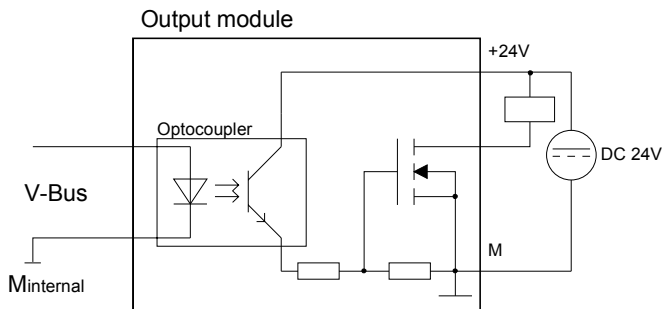 Output module
+24V
Optocoupler
DC 24V
V-Bus
M
Minternal